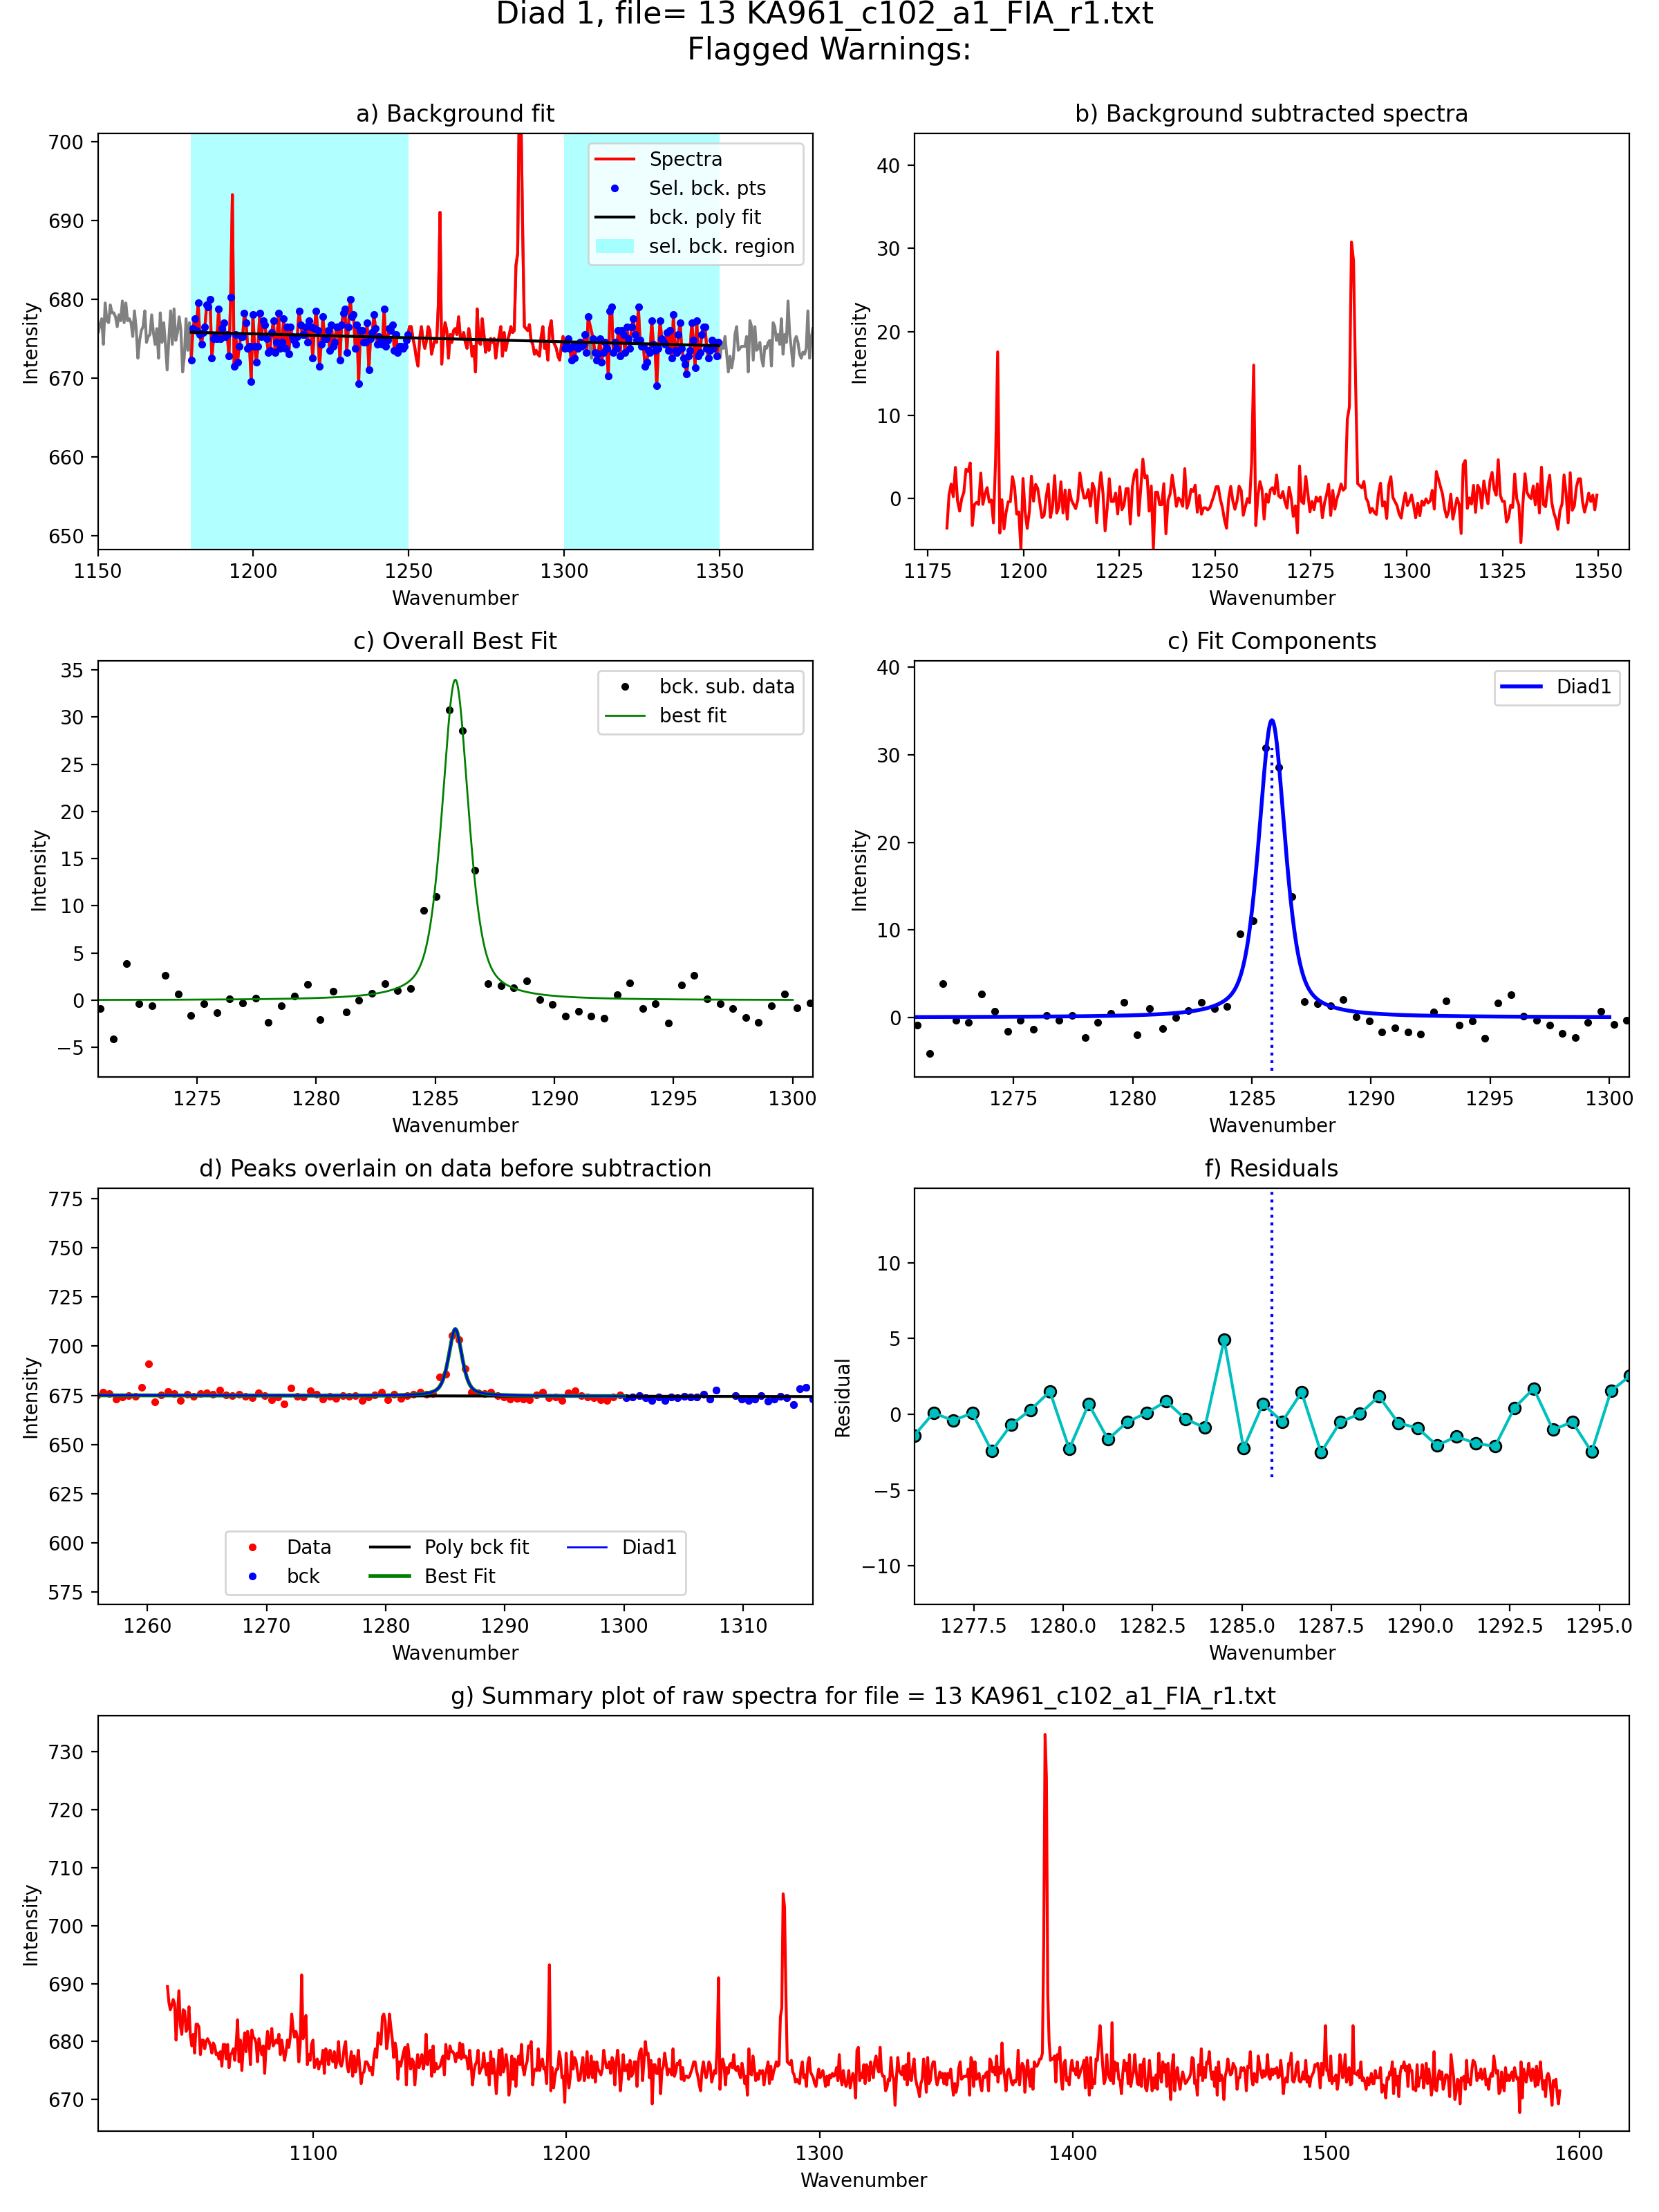 Diad 1, file= 13 KA961_c102_a1_FIA_r1.txt
Flagged Warnings:
a) Background fit
700
690
680
670
660
650
Intensity
1150
1200
1250
1300
1350
Wavenumber
Spectra
Sel. bck. pts
bck. poly fit
sel. bck. region
b) Background subtracted spectra
40
30
20
10
0
Intensity
1175
1200
1225
1250
1275
1300
1325
1350
Wavenumber
c) Overall Best Fit
35
30
25
20
15
10
5
0
−5
Intensity
1275
1280
1285
1290
1295
1300
Wavenumber
bck. sub. data
best fit
c) Fit Components
40
30
20
10
0
Intensity
1275
1280
1285
1290
1295
1300
Wavenumber
Diad1
d) Peaks overlain on data before subtraction
775
750
725
700
675
650
625
600
575
Intensity
1260
1270
1280
1290
1300
1310
Wavenumber
Data
bck
Poly bck fit
Best Fit
Diad1
f) Residuals
10
5
0
−5
−10
Residual
1277.5
1280.0
1282.5
1285.0
1287.5
1290.0
1292.5
1295.0
Wavenumber
g) Summary plot of raw spectra for file = 13 KA961_c102_a1_FIA_r1.txt
730
720
710
700
690
680
670
Intensity
1100
1200
1300
1400
1500
1600
Wavenumber